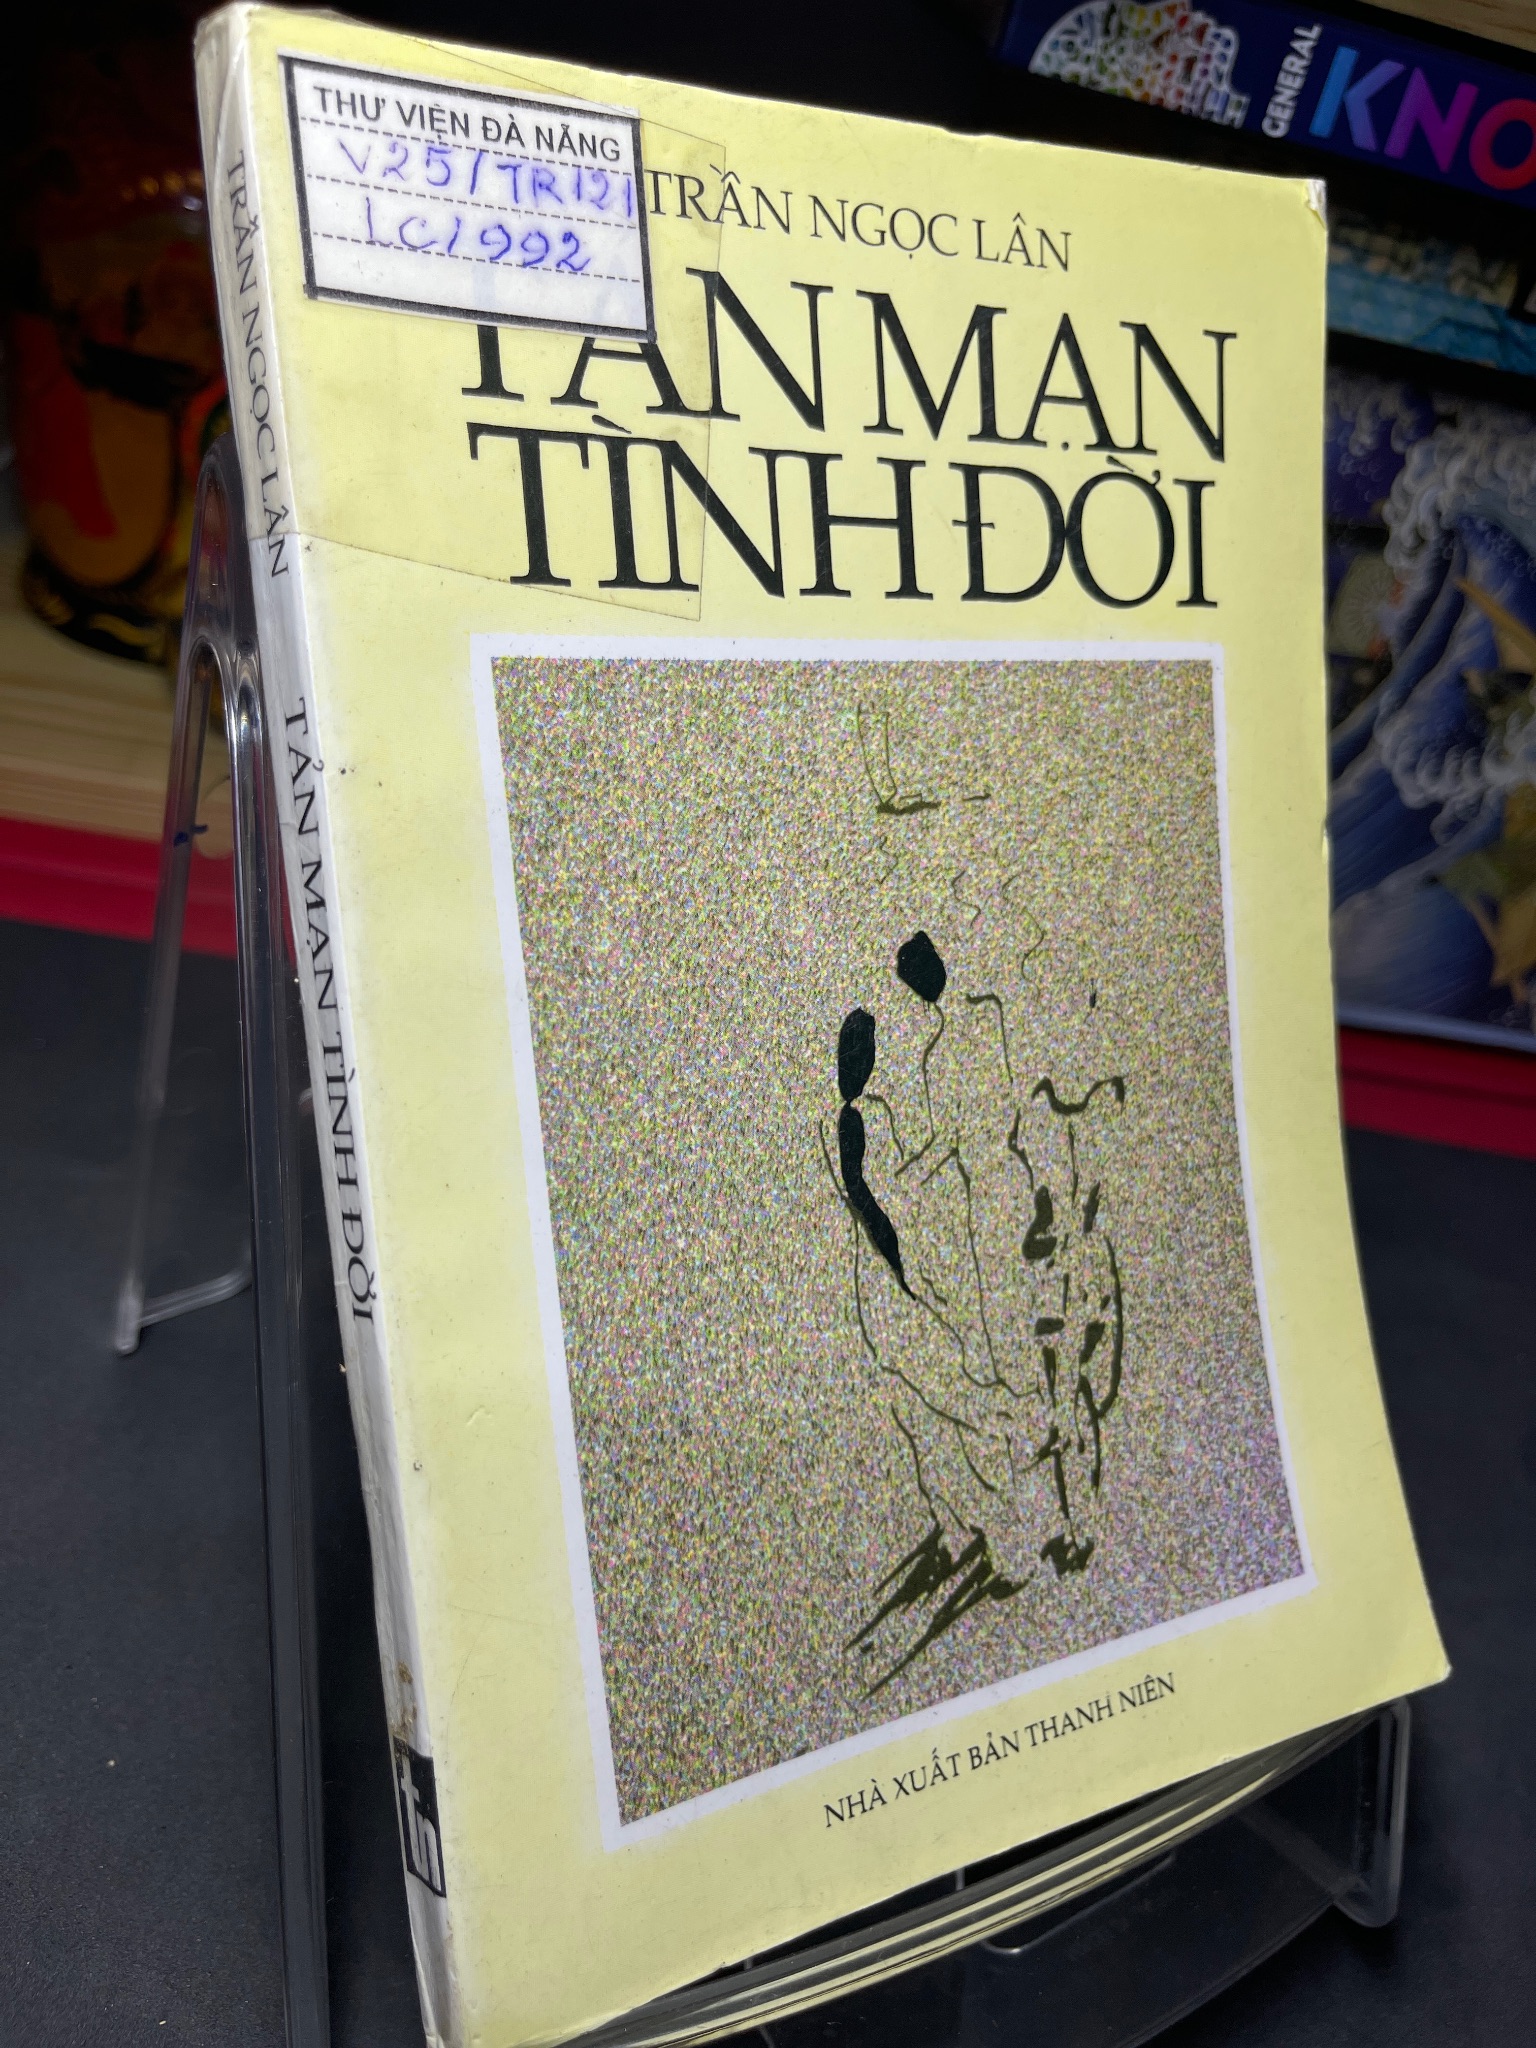 THƯ VIỆN ĐÀ NẴNG
V25/TR121
LC1992
TRẦN NGỌC LÂN
TẢN MẠN
TÌNH ĐỜI
NHÀ XUẤT BẢN THANH NIÊN
TRẦN NGỌC LÂN
TẢN MẠN TÌNH ĐỜI
tn
GENERAL
KNO